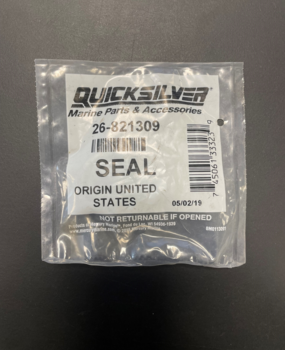 QUICKSILVER
Marine Parts & Accessories
26-821309
SEAL
ORIGIN UNITED
STATES
05/02/19
NOT RETURNABLE IF OPENED